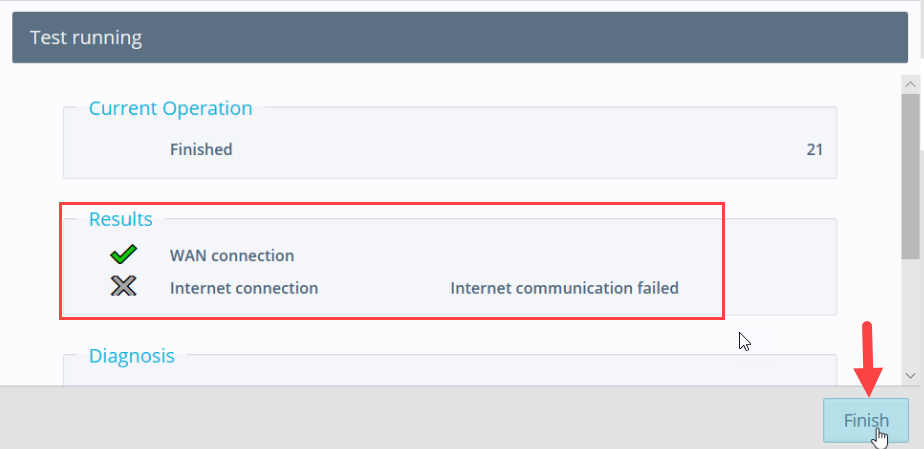 Test running
Current Operation
Finished 21
Results
WAN connection
Internet connection Internet communication failed
Diagnosis
Finish